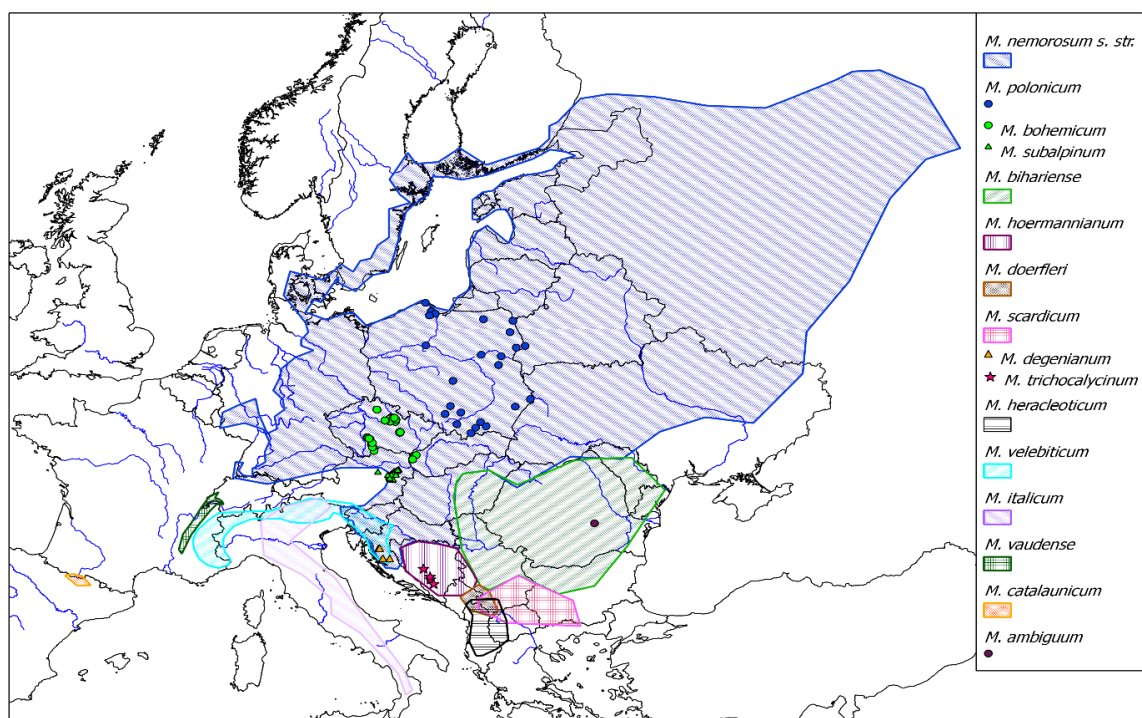 M. nemorosum s. str.
M. polonicum
M. bohemicum
M. subalpinum
M. bihariense
M. hoermannianum
M. doerfleri
M. scardicum
M. degenianum
M. trichocalycinum
M. heracleoticum
M. velebiticum
M. italicum
M. vaudense
M. catalaunicum
M. ambiguum